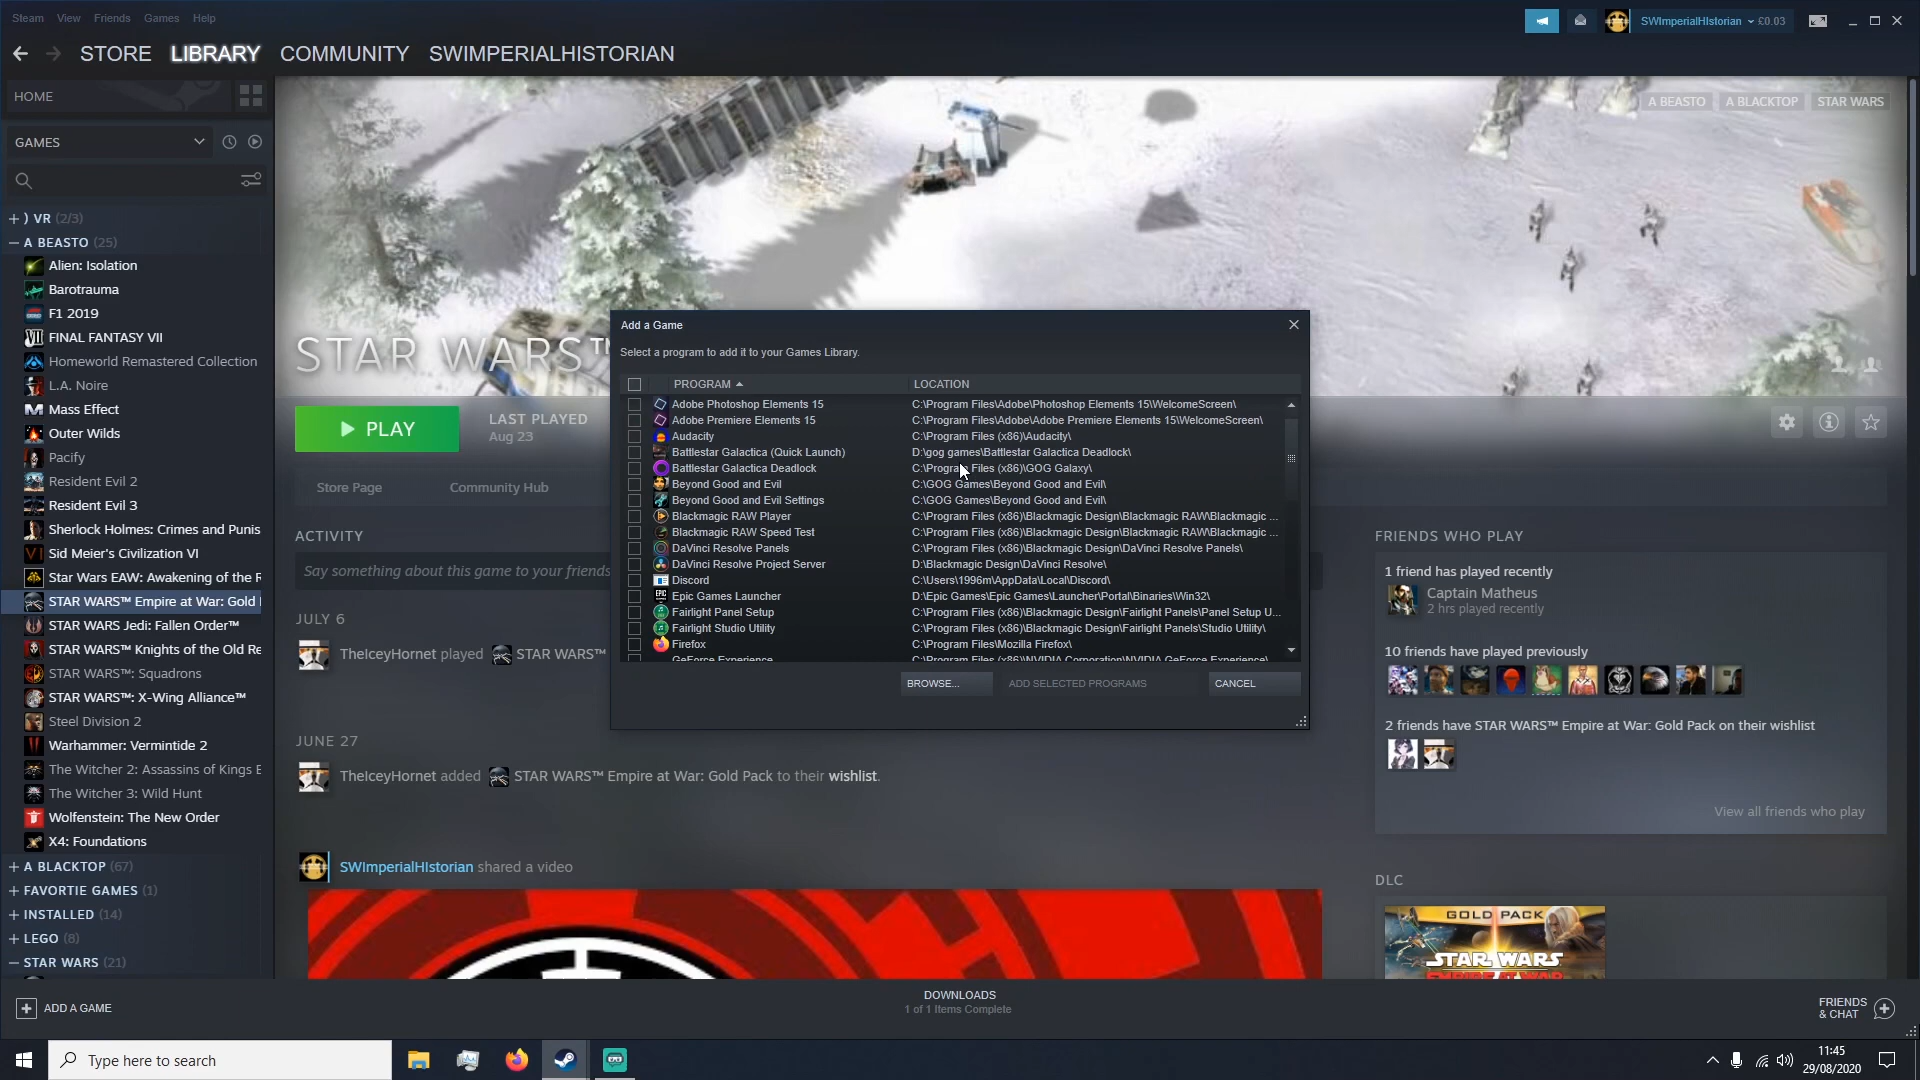 Steam View Friends Games Help
SWImperialHIstorian £0.03
STORE LIBRARY COMMUNITY SWIMPERIALHISTORIAN
HOME
GAMES
+ ) VR (2/3)
– A BEASTO (25)
Alien: Isolation
Barotrauma
F1 2019
FINAL FANTASY VII
Homeworld Remastered Collection
L.A. Noire
Mass Effect
Outer Wilds
Pacify
Resident Evil 2
Resident Evil 3
Sherlock Holmes: Crimes and Punis
Sid Meier's Civilization VI
Star Wars EAW: Awakening of the R
STAR WARS™ Empire at War: Gold
STAR WARS Jedi: Fallen Order™
STAR WARS™ Knights of the Old Re
STAR WARS™: Squadrons
STAR WARS™: X-Wing Alliance™
Steel Division 2
Warhammer: Vermintide 2
The Witcher 2: Assassins of Kings E
The Witcher 3: Wild Hunt
Wolfenstein: The New Order
X4: Foundations
+ A BLACKTOP (67)
+ FAVORTIE GAMES (1)
+ INSTALLED (14)
+ LEGO (8)
– STAR WARS (21)
A BEASTO A BLACKTOP STAR WARS
STAR WARS™
PLAY
LAST PLAYED
Aug 23
Store Page Community Hub
ACTIVITY
Say something about this game to your friends
JULY 6
TheIceyHornet played STAR WARS™
JUNE 27
TheIceyHornet added STAR WARS™ Empire at War: Gold Pack to their wishlist.
SWImperialHIstorian shared a video
Add a Game
Select a program to add it to your Games Library.
PROGRAM LOCATION
Adobe Photoshop Elements 15 C:\Program Files\Adobe\Photoshop Elements 15\WelcomeScreen\
Adobe Premiere Elements 15 C:\Program Files\Adobe\Adobe Premiere Elements 15\WelcomeScreen\
Audacity C:\Program Files (x86)\Audacity\
Battlestar Galactica (Quick Launch) D:\gog games\Battlestar Galactica Deadlock\
Battlestar Galactica Deadlock C:\Program Files (x86)\GOG Galaxy\
Beyond Good and Evil C:\GOG Games\Beyond Good and Evil\
Beyond Good and Evil Settings C:\GOG Games\Beyond Good and Evil\
Blackmagic RAW Player C:\Program Files (x86)\Blackmagic Design\Blackmagic RAW\Blackmagic ...
Blackmagic RAW Speed Test C:\Program Files (x86)\Blackmagic Design\Blackmagic RAW\Blackmagic ...
DaVinci Resolve Panels C:\Program Files (x86)\Blackmagic Design\DaVinci Resolve Panels\
DaVinci Resolve Project Server D:\Blackmagic Design\DaVinci Resolve\
Discord C:\Users\1996m\AppData\Local\Discord\
Epic Games Launcher D:\Epic Games\Epic Games\Launcher\Portal\Binaries\Win32\
Fairlight Panel Setup C:\Program Files (x86)\Blackmagic Design\Fairlight Panels\Panel Setup U...
Fairlight Studio Utility C:\Program Files (x86)\Blackmagic Design\Fairlight Panels\Studio Utility\
Firefox C:\Program Files\Mozilla Firefox\
GeForce Experience C:\Program Files (x86)\NVIDIA Corporation\NVIDIA GeForce Experience\
BROWSE... ADD SELECTED PROGRAMS CANCEL
FRIENDS WHO PLAY
1 friend has played recently
Captain Matheus
2 hrs played recently
10 friends have played previously
2 friends have STAR WARS™ Empire at War: Gold Pack on their wishlist
View all friends who play
DLC
GOLD PACK
STAR WARS
EMPIRE AT WAR
ADD A GAME
DOWNLOADS
1 of 1 Items Complete
FRIENDS
& CHAT
Type here to search
11:45
29/08/2020